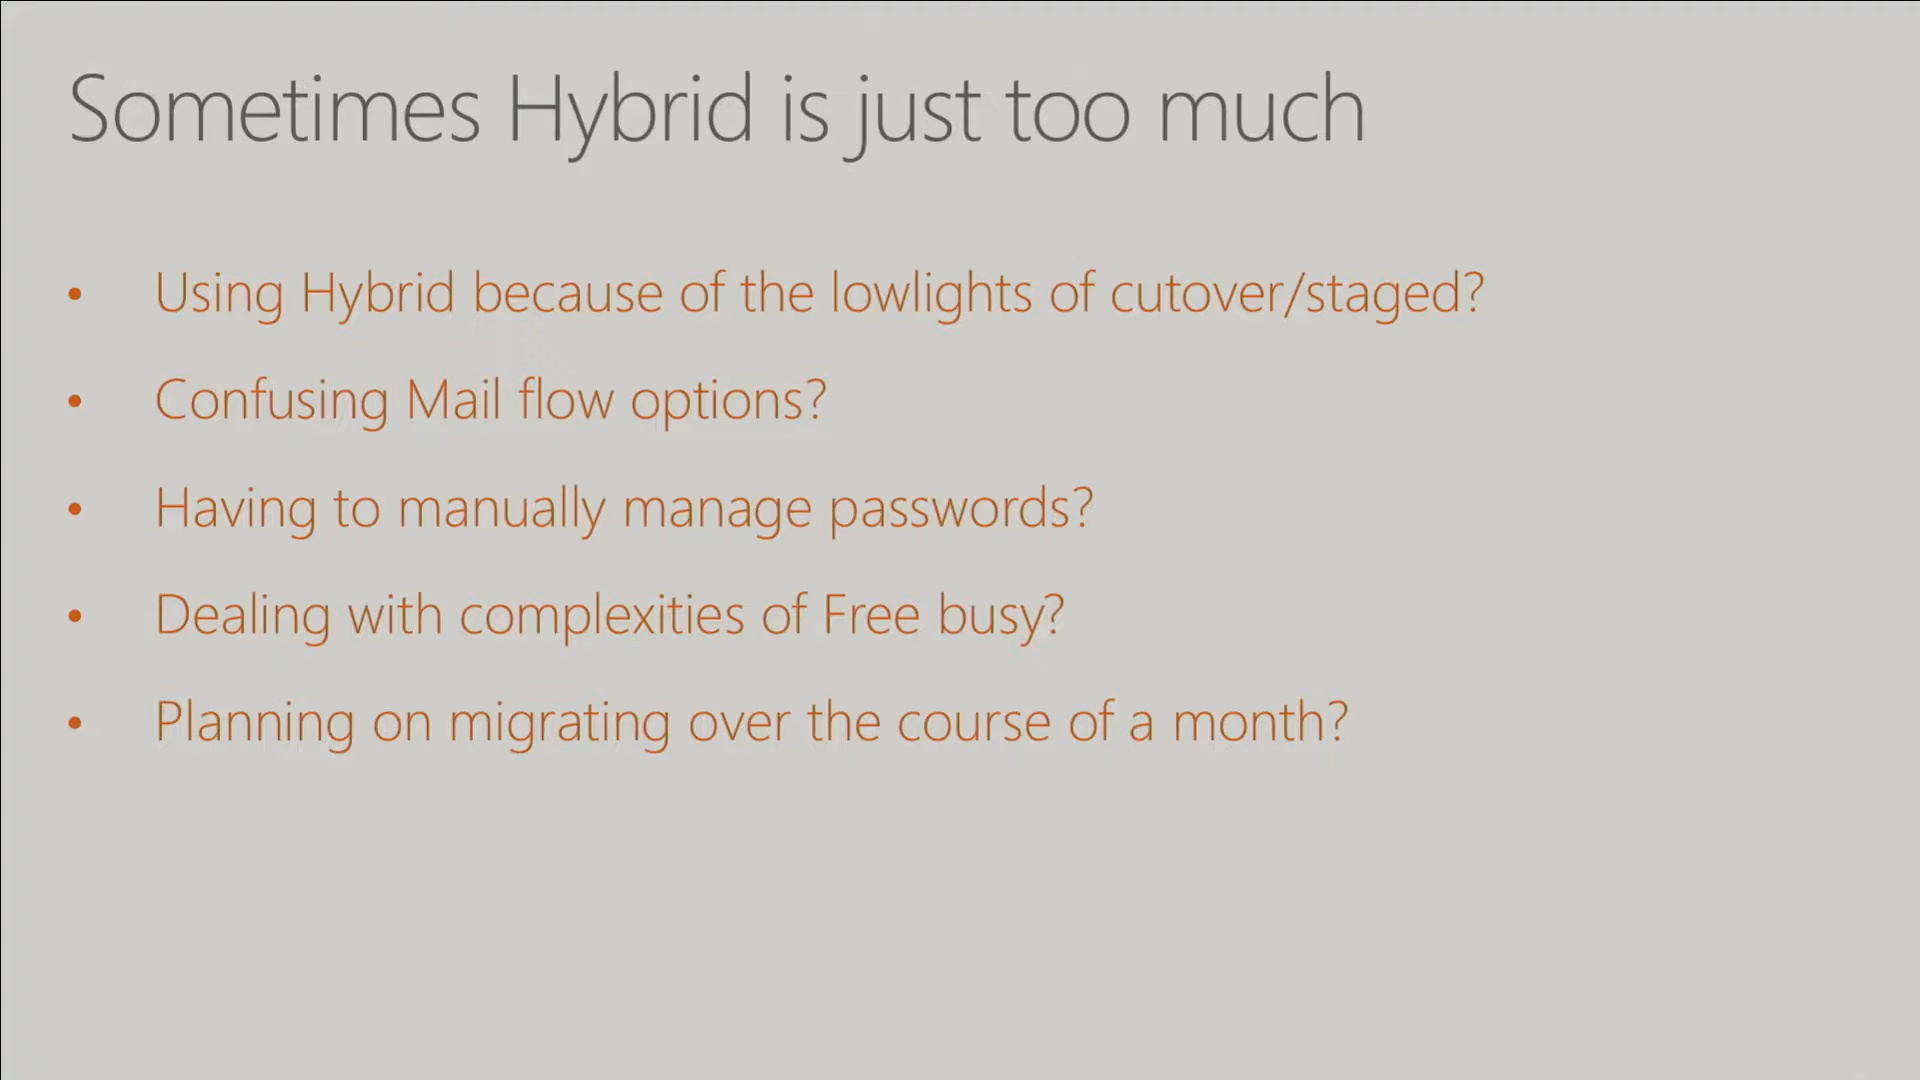 Sometimes Hybrid is just too much
• Using Hybrid because of the lowlights of cutover/staged?
• Confusing Mail flow options?
• Having to manually manage passwords?
• Dealing with complexities of Free busy?
• Planning on migrating over the course of a month?